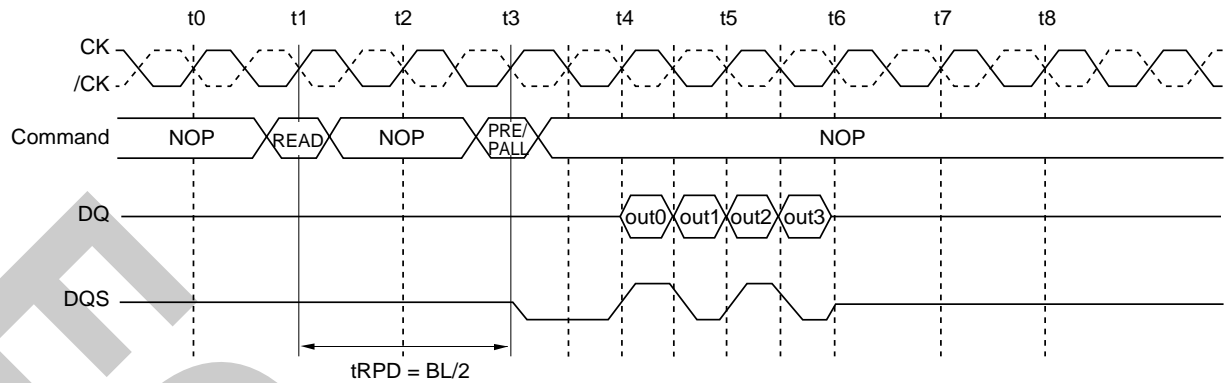 t0 t1 t2 t3 t4 t5 t6 t7 t8
CK
/CK
Command NOP READ NOP PRE/ NOP
PALL
DQ out0 out1 out2 out3
DQS
tRPD = BL/2